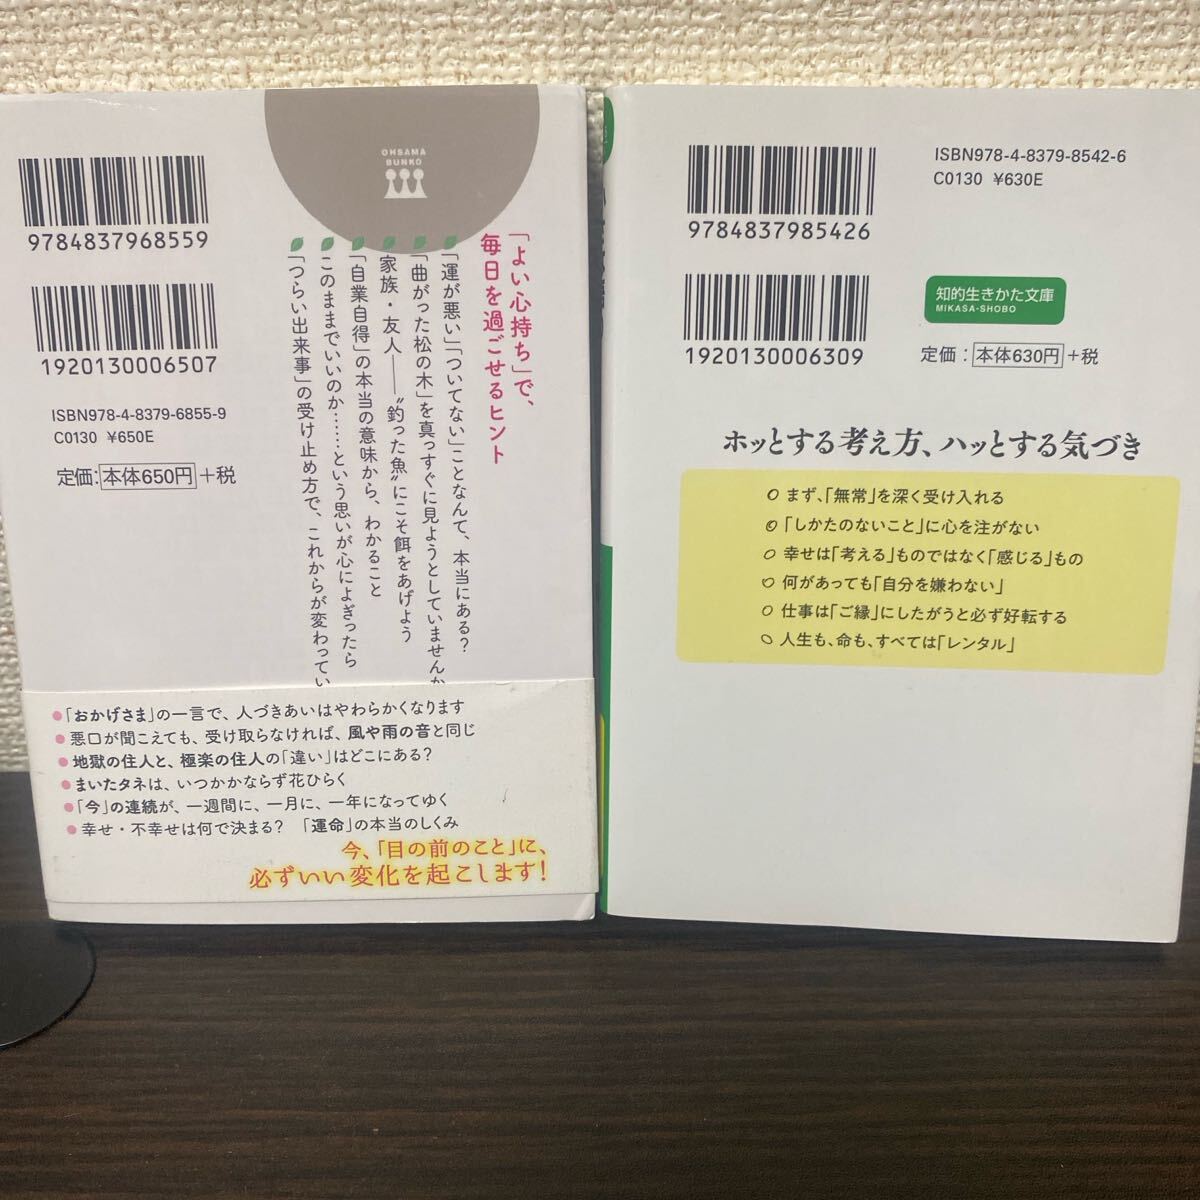 9784837968559
1920130006507
ISBN978-4-8379-6855-9
C0130 ¥650E
定価:本体650円+税
OHSAMA
BUNKO
「よい心持ち」で、
毎日を過ごせるヒント
「運が悪い」「ついてない」ことなんて、本当にある?
「曲がった松の木」を真っすぐに見ようとしていませんか
家族・友人――“釣った魚”にこそ餌をあげよう
「自業自得」の本当の意味から、わかること
このままでいいのか……という思いが心によぎったら
「つらい出来事」の受け止め方で、これからが変わってい
●「おかげさま」の一言で、人づきあいはやわらかくなります
●悪口が聞こえても、受け取らなければ、風や雨の音と同じ
●地獄の住人と、極楽の住人の「違い」はどこにある?
●まいたタネは、いつかかならず花ひらく
●「今」の連続が、一週間に、一月に、一年になってゆく
●幸せ・不幸せは何で決まる? 「運命」の本当のしくみ
今、「目の前のこと」に、
必ずいい変化を起こします!
9784837985426
1920130006309
ISBN978-4-8379-8542-6
C0130 ¥630E
知的生きかた文庫
MIKASA-SHOBO
定価:本体630円+税
ホッとする考え方、ハッとする気づき
○まず、「無常」を深く受け入れる
○「しかたのないこと」に心を注がない
○幸せは「考える」ものではなく「感じる」もの
○何があっても「自分を嫌わない」
○仕事は「ご縁」にしたがうと必ず好転する
○人生も、命も、すべては「レンタル」